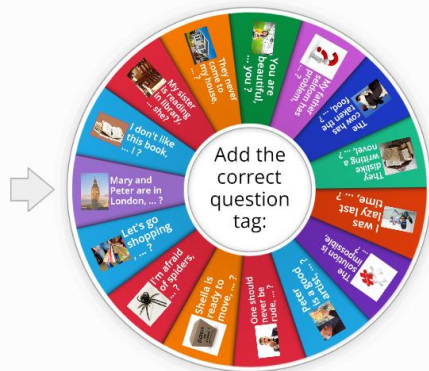 Add the
correct
question
tag:
You are
beautiful,
... you?
My father
seldom has
problem,
... ?
The cow has
taken the
food, ... ?
They dislike
writing a
novel, ... ?
I was
lazy last
time, ... ?
The solution is
impossible,
... ?
Peter
is a good
artist, ... ?
One should
never be
rude, ... ?
Sheila is
ready to
move, ... ?
I'm afraid
of spiders,
... ?
Let's go
shopping
, ... ?
Mary and
Peter are in
London, ... ?
I don't like
this book,
... I ?
My sister
is reading
in library,
... she?
They never
come to
my house,
... ?